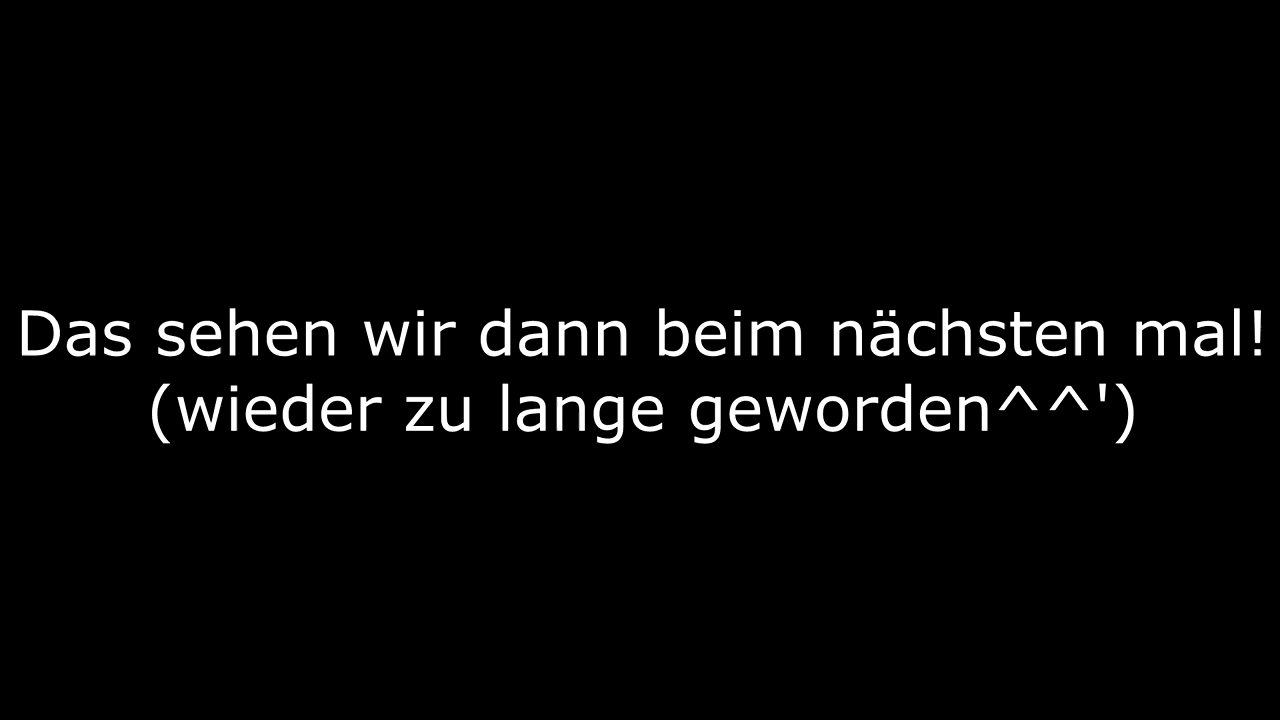 Das sehen wir dann beim nächsten mal!
(wieder zu lange geworden^^')